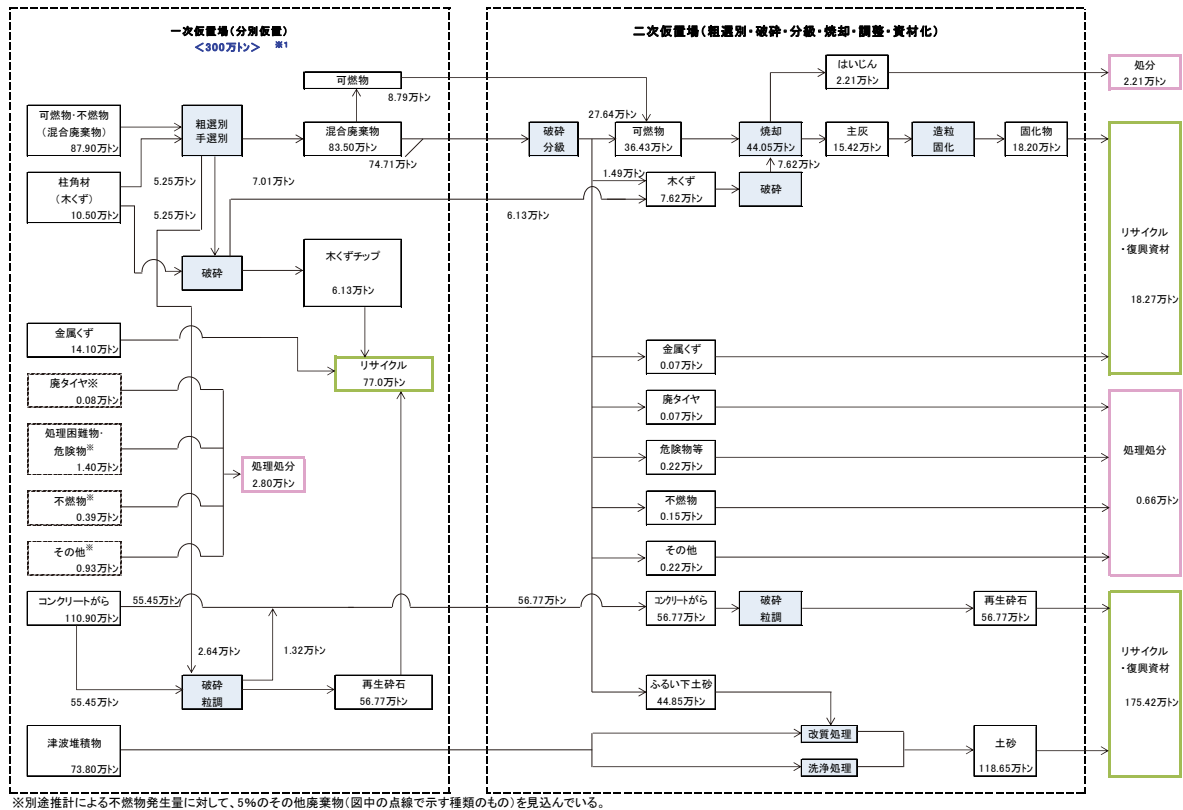 一次仮置場(分別仮置)
<300万トン> ※1
二次仮置場(粗選別・破砕・分級・焼却・調整・資材化)
可燃物
8.79万トン
はいじん
2.21万トン
処分
2.21万トン
可燃物・不燃物
(混合廃棄物)
87.90万トン
粗選別
手選別
混合廃棄物
83.50万トン
74.71万トン
破砕
分級
27.64万トン
可燃物
36.43万トン
焼却
44.05万トン
主灰
15.42万トン
造粒
固化
固化物
18.20万トン
柱角材
(木くず)
10.50万トン
5.25万トン
7.01万トン
5.25万トン
1.49万トン
木くず
7.62万トン
7.62万トン
破砕
6.13万トン
破砕
木くずチップ
6.13万トン
リサイクル
・復興資材
18.27万トン
金属くず
14.10万トン
リサイクル
77.0万トン
金属くず
0.07万トン
廃タイヤ※
0.08万トン
廃タイヤ
0.07万トン
処理困難物・
危険物※
1.40万トン
処理処分
2.80万トン
危険物等
0.22万トン
処理処分
0.66万トン
不燃物※
0.39万トン
不燃物
0.15万トン
その他※
0.93万トン
その他
0.22万トン
コンクリートがら
110.90万トン
55.45万トン
56.77万トン
コンクリートがら
56.77万トン
破砕
粒調
再生砕石
56.77万トン
2.64万トン
1.32万トン
55.45万トン
破砕
粒調
再生砕石
56.77万トン
ふるい下土砂
44.85万トン
リサイクル
・復興資材
175.42万トン
津波堆積物
73.80万トン
改質処理
洗浄処理
土砂
118.65万トン
※別途推計による不燃物発生量に対して、5%のその他廃棄物(図中の点線で示す種類のもの)を見込んでいる。